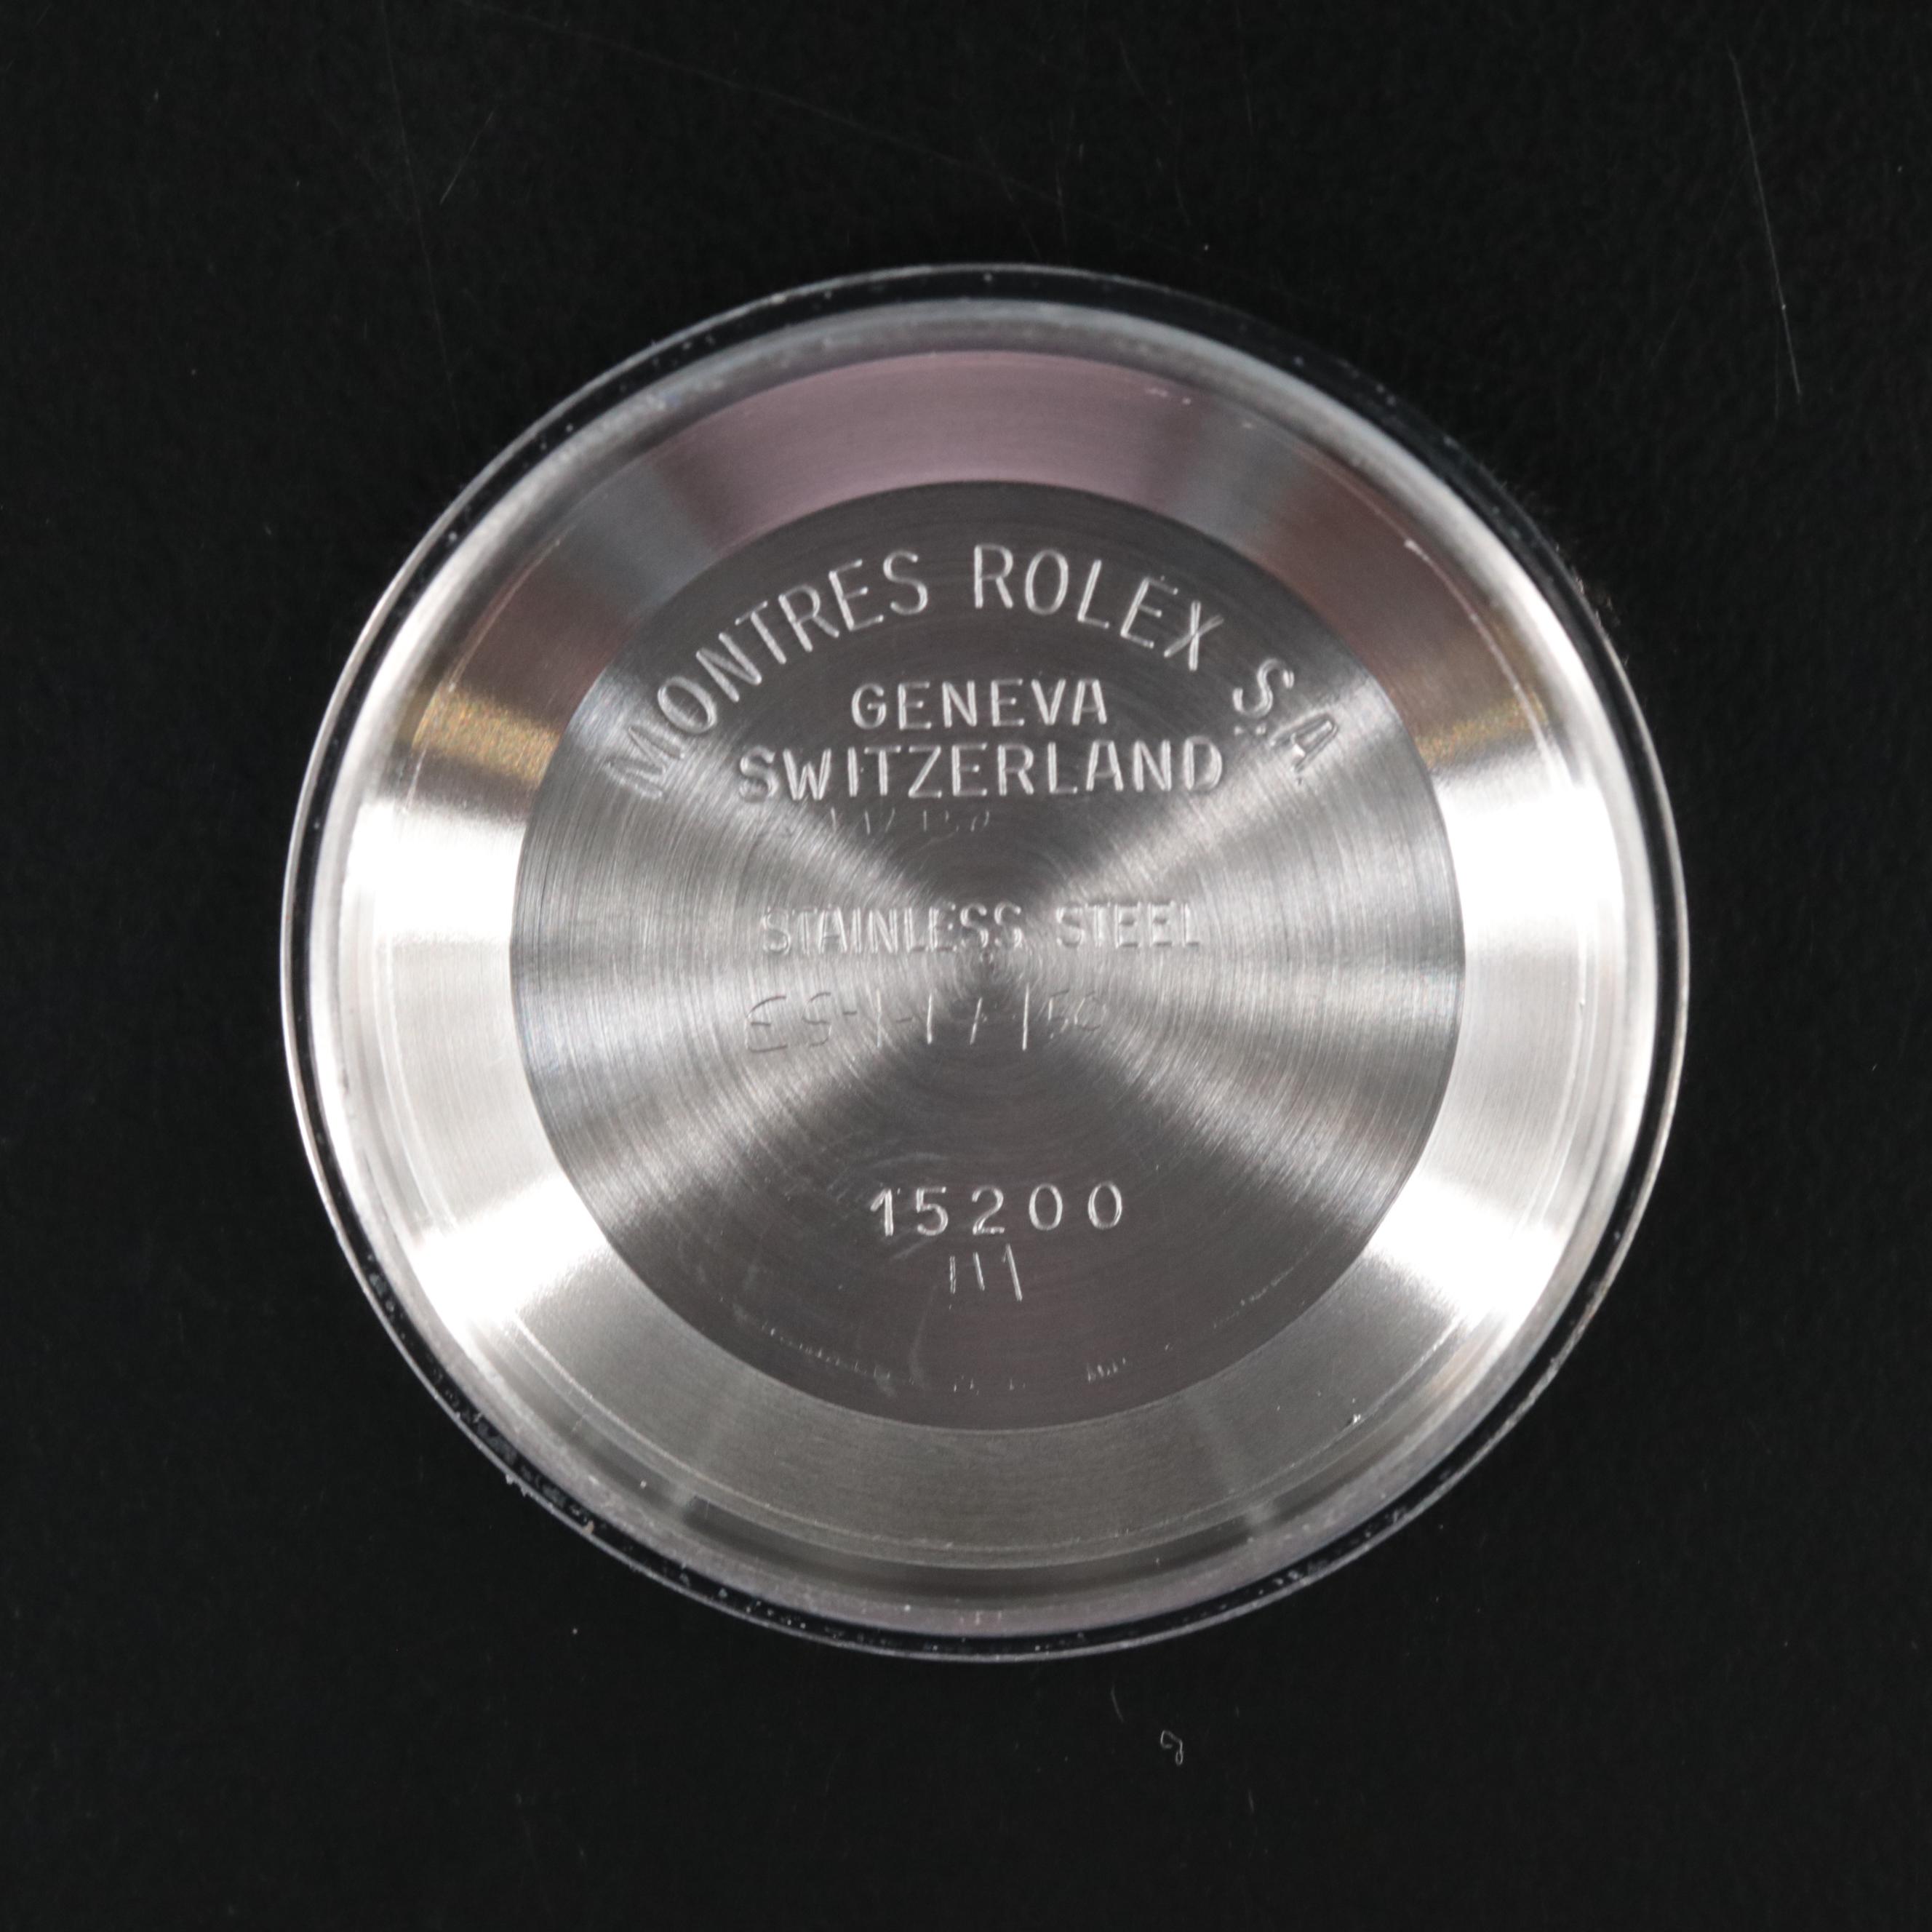 MONTRES ROLEX S.A
GENEVA
SWITZERLAND
STAINLESS STEEL
15200